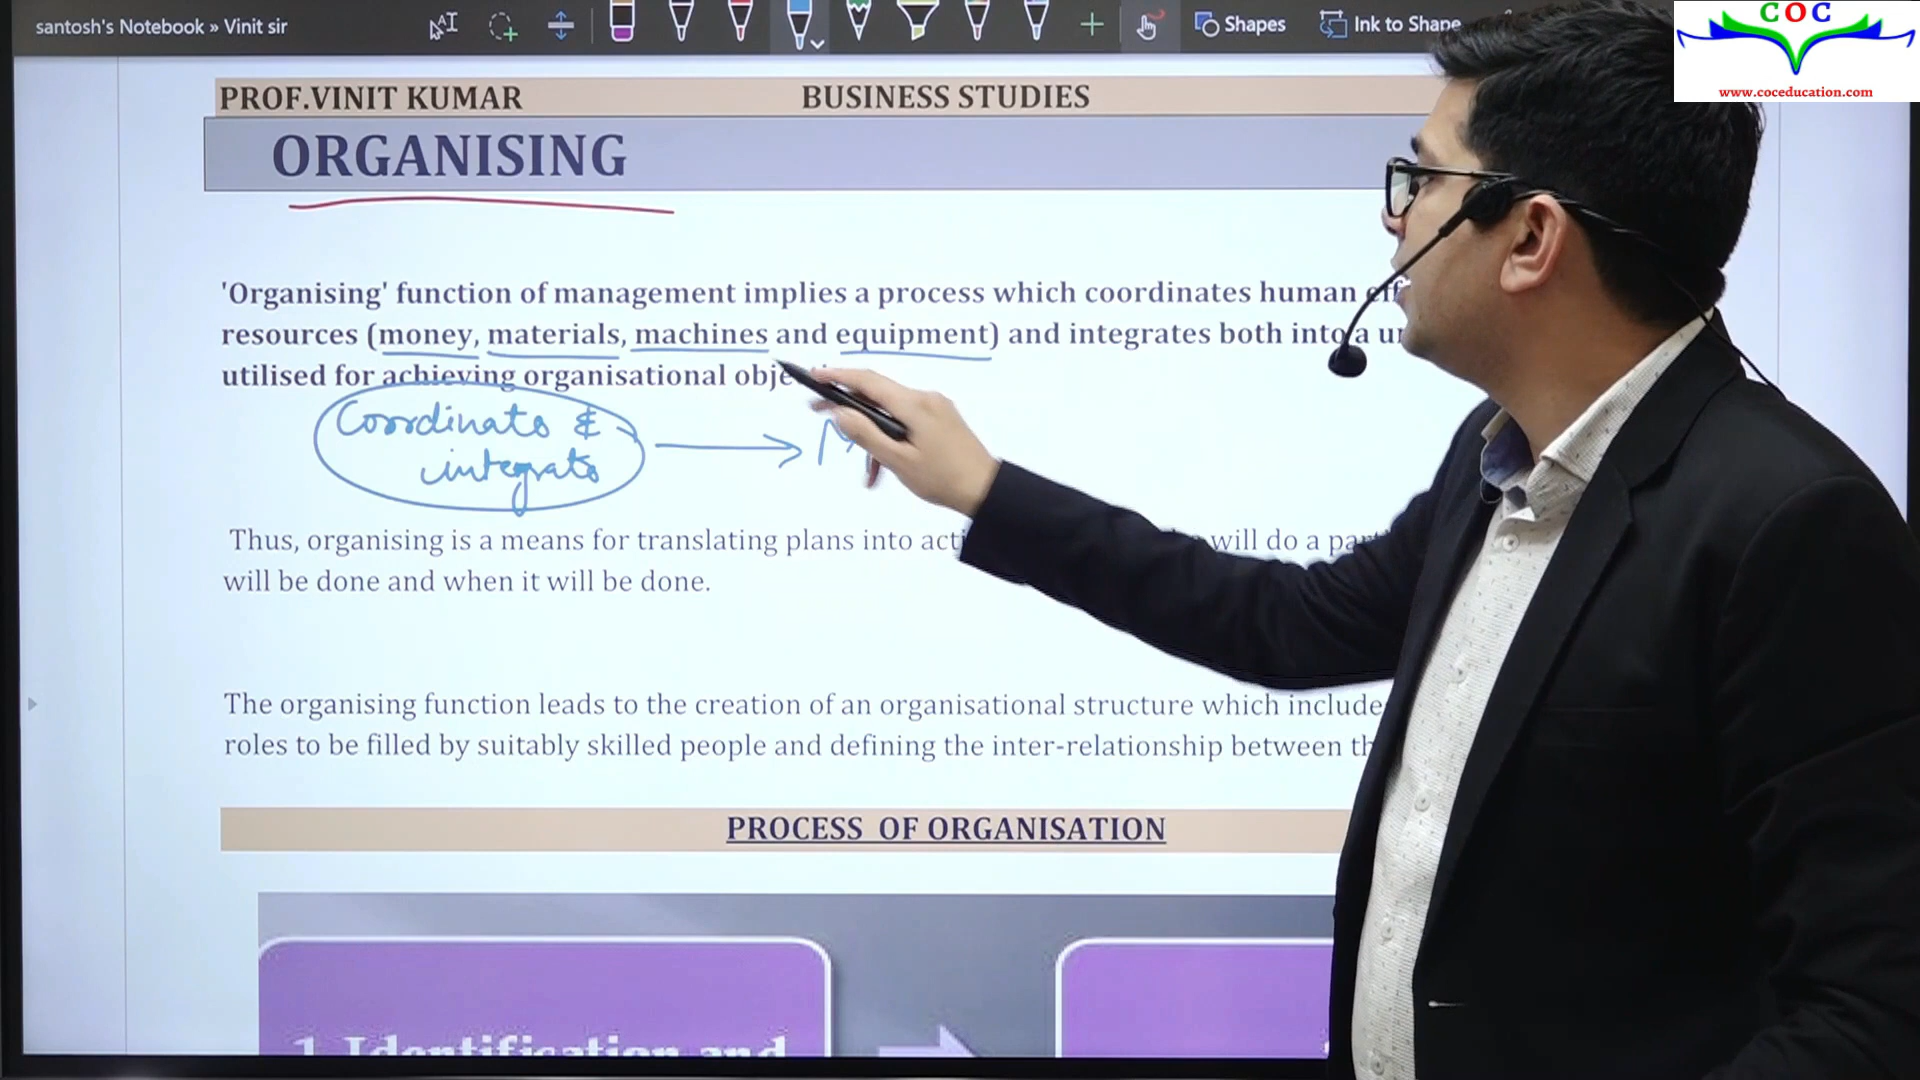 santosh's Notebook » Vinit sir
Shapes
Ink to Shape
COC
www.coceducation.com
PROF.VINIT KUMAR BUSINESS STUDIES
ORGANISING
'Organising' function of management implies a process which coordinates human
resources (money, materials, machines and equipment) and integrates both into a
utilised for achieving organisational
Coordinate &
integrate
Thus, organising is a means for translating plans into will do a
will be done and when it will be done.
The organising function leads to the creation of an organisational structure which
roles to be filled by suitably skilled people and defining the inter-relationship between
PROCESS OF ORGANISATION
1. Identification and